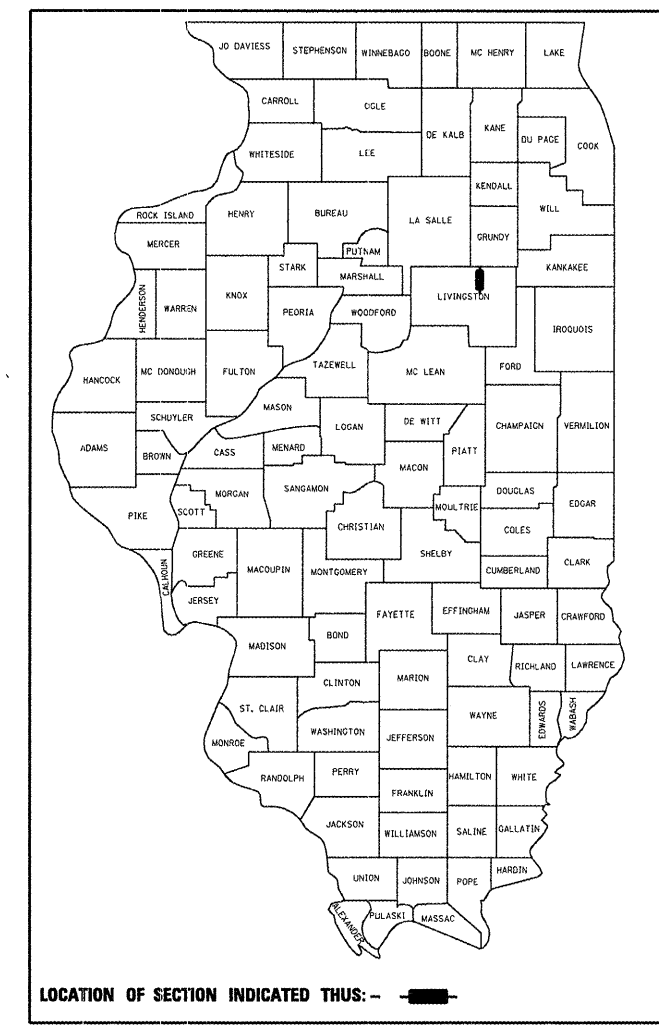 JO DAVIESS
STEPHENSON
WINNEBAGO
BOONE
MC HENRY
LAKE
CARROLL
OGLE
DE KALB
KANE
DU PAGE
COOK
WHITESIDE
LEE
KENDALL
ROCK ISLAND
HENRY
BUREAU
LA SALLE
WILL
MERCER
PUTNAM
GRUNDY
STARK
MARSHALL
KANKAKEE
HENDERSON
WARREN
KNOX
PEORIA
WOODFORD
LIVINGSTON
IROQUOIS
HANCOCK
MC DONOUGH
FULTON
TAZEWELL
MC LEAN
FORD
SCHUYLER
MASON
LOGAN
DE WITT
CHAMPAIGN
VERMILION
ADAMS
BROWN
CASS
MENARD
MACON
PIATT
PIKE
SCOTT
MORGAN
SANGAMON
CHRISTIAN
MOULTRIE
DOUGLAS
EDGAR
COLES
CALHOUN
GREENE
MACOUPIN
MONTGOMERY
SHELBY
CUMBERLAND
CLARK
JERSEY
FAYETTE
EFFINGHAM
JASPER
CRAWFORD
MADISON
BOND
CLAY
RICHLAND
LAWRENCE
CLINTON
MARION
ST. CLAIR
WAYNE
EDWARDS
WABASH
MONROE
WASHINGTON
JEFFERSON
RANDOLPH
PERRY
HAMILTON
WHITE
FRANKLIN
JACKSON
WILLIAMSON
SALINE
GALLATIN
UNION
JOHNSON
POPE
HARDIN
ALEXANDER
PULASKI
MASSAC
LOCATION OF SECTION INDICATED THUS: -